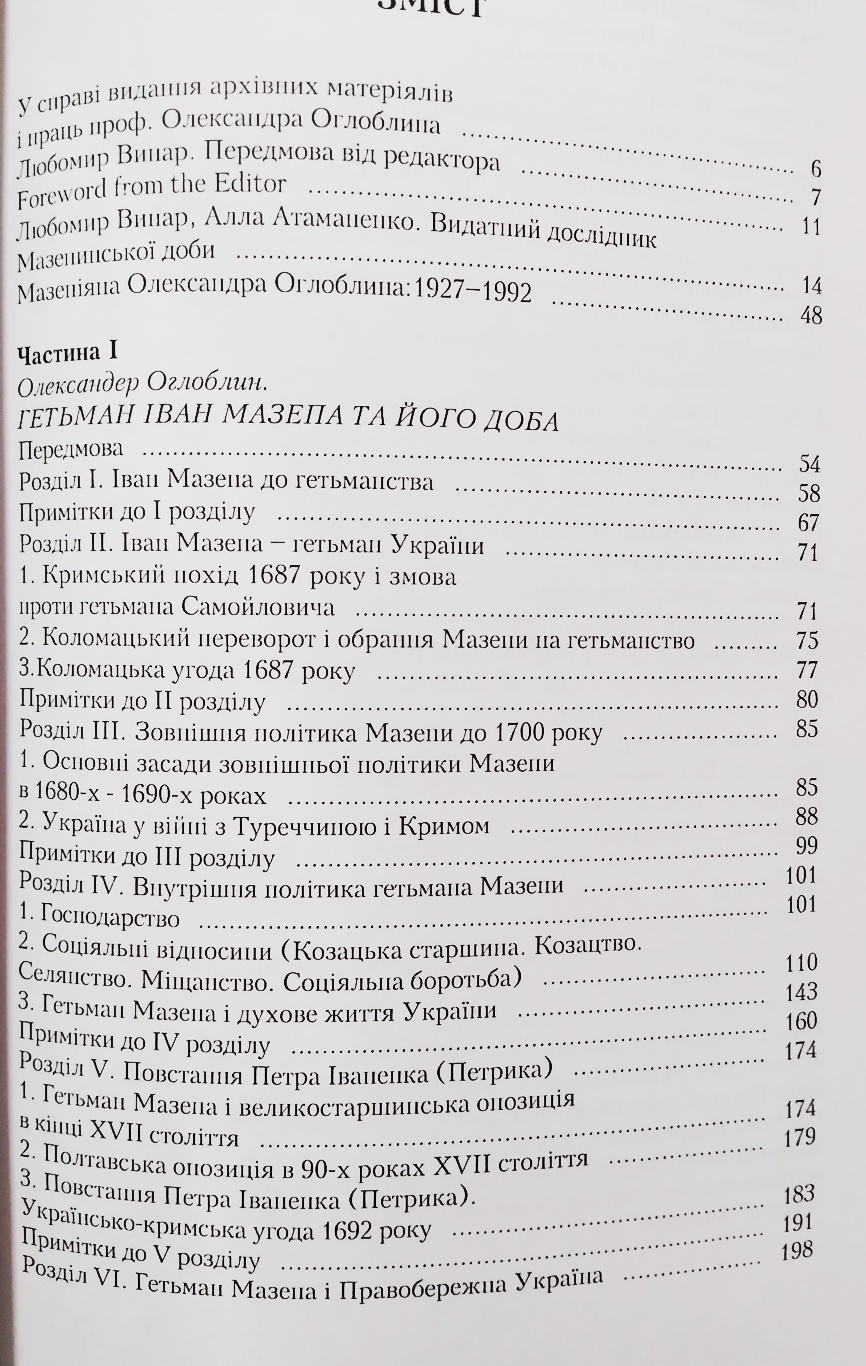 ЗМІСТ
У справі видання архівних матеріялів
і праць проф. Олександра Оглоблина ........ 6
Любомир Винар. Передмова від редактора ........ 7
Foreword from the Editor ........ 11
Любомир Винар, Алла Атаманенко. Видатний дослідник
Мазепинської доби ........ 14
Мазепіяна Олександра Оглоблина: 1927–1992 ........ 48
Частина I
Олександер Оглоблин.
ГЕТЬМАН ІВАН МАЗЕПА ТА ЙОГО ДОБА
Передмова ........ 54
Розділ I. Іван Мазепа до гетьманства ........ 58
Примітки до I розділу ........ 67
Розділ II. Іван Мазепа – гетьман України ........ 71
1. Кримський похід 1687 року і змова
проти гетьмана Самойловича ........ 71
2. Коломацький переворот і обрання Мазепи на гетьманство ........ 75
3.Коломацька угода 1687 року ........ 77
Примітки до II розділу ........ 80
Розділ III. Зовнішня політика Мазепи до 1700 року ........ 85
1. Основні засади зовнішньої політики Мазепи
в 1680-х - 1690-х роках ........ 85
2. Україна у війні з Туреччиною і Кримом ........ 88
Примітки до III розділу ........ 99
Розділ IV. Внутрішня політика гетьмана Мазепи ........ 101
1. Господарство ........ 101
2. Соціяльні відносини (Козацька старшина. Козацтво.
Селянство. Міщанство. Соціяльна боротьба) ........ 110
3. Гетьман Мазепа і духове життя України ........ 143
Примітки до IV розділу ........ 160
Розділ V. Повстання Петра Іваненка (Петрика) ........ 174
1. Гетьман Мазепа і великостаршинська опозиція
в кінці XVII століття ........ 174
2. Полтавська опозиція в 90-х роках XVII століття ........ 179
3. Повстання Петра Іваненка (Петрика).
Українсько-кримська угода 1692 року ........ 183
Примітки до V розділу ........ 191
Розділ VI. Гетьман Мазепа і Правобережна Україна ........ 198